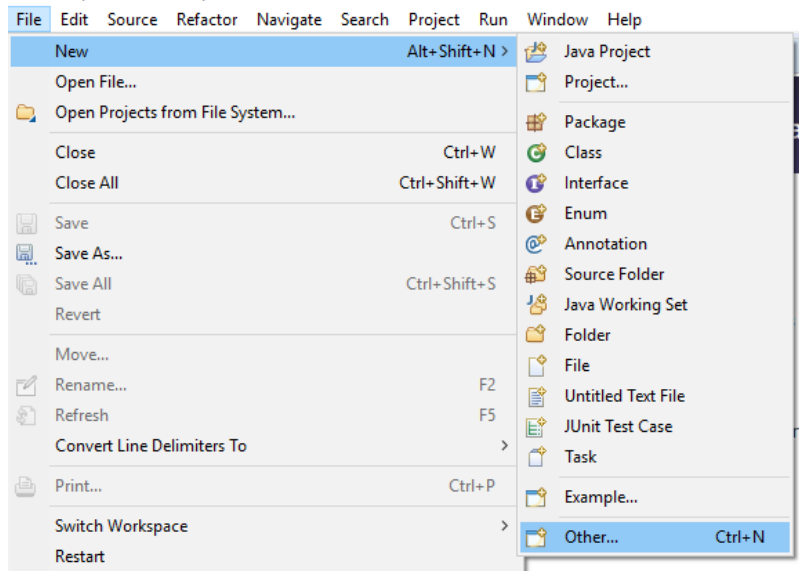 File Edit Source Refactor Navigate Search Project Run Window Help
New Alt+Shift+N >
Open File...
Open Projects from File System...
Close Ctrl+W
Close All Ctrl+Shift+W
Save Ctrl+S
Save As...
Save All Ctrl+Shift+S
Revert
Move...
Rename... F2
Refresh F5
Convert Line Delimiters To >
Print... Ctrl+P
Switch Workspace >
Restart
Java Project
Project...
Package
Class
Interface
Enum
Annotation
Source Folder
Java Working Set
Folder
File
Untitled Text File
JUnit Test Case
Task
Example...
Other... Ctrl+N